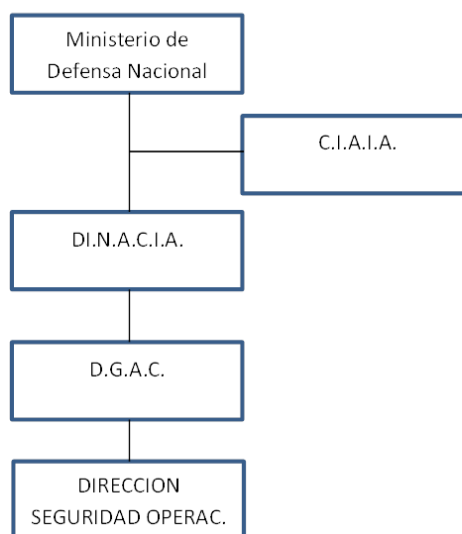 Ministerio de
Defensa Nacional
C.I.A.I.A.
DI.N.A.C.I.A.
D.G.A.C.
DIRECCION
SEGURIDAD OPERAC.